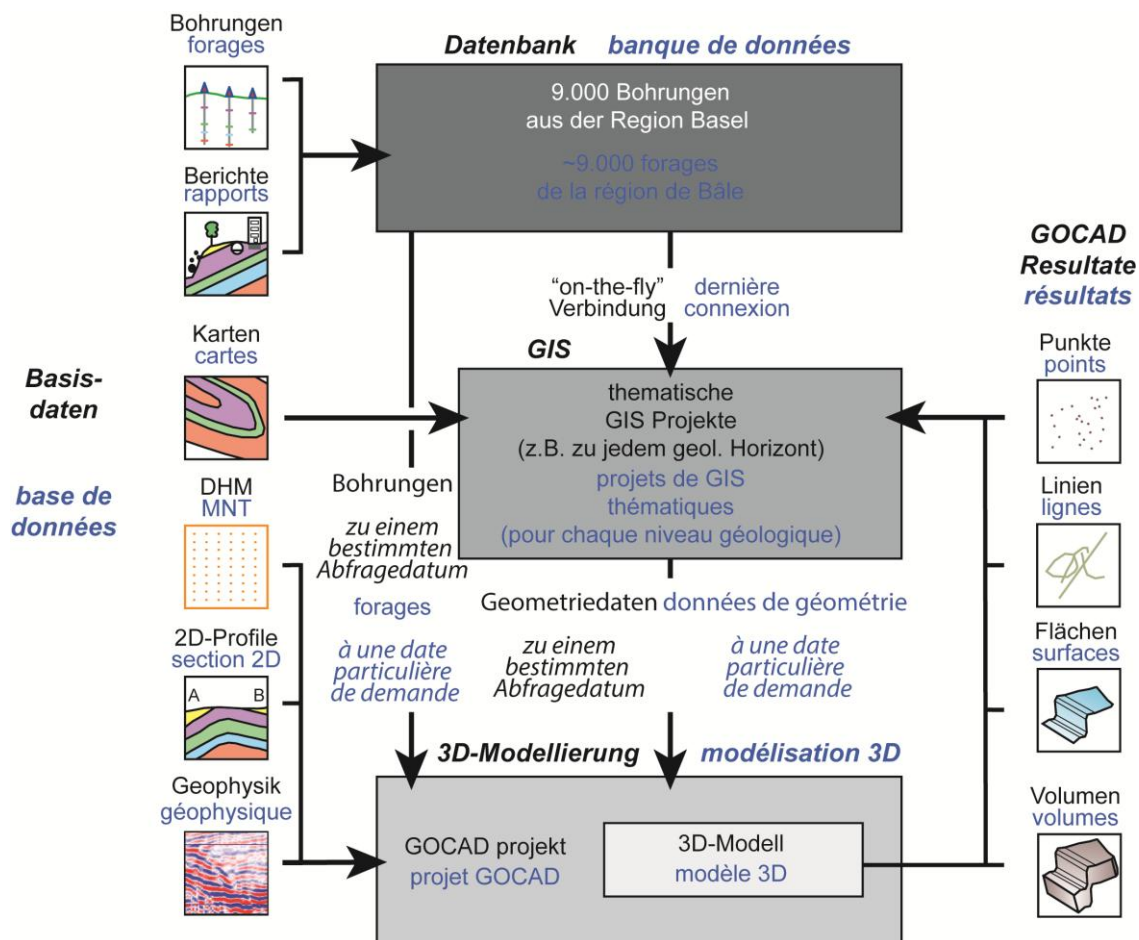 Bohrungen
forages
Berichte
rapports
Karten
cartes
Basis-
daten
base de
données
DHM
MNT
2D-Profile
section 2D
A B
Geophysik
géophysique
Datenbank banque de données
9.000 Bohrungen
aus der Region Basel
~9.000 forages
de la région de Bâle
"on-the-fly" dernière
Verbindung connexion
GIS
thematische
GIS Projekte
(z.B. zu jedem geol. Horizont)
projets de GIS
thématiques
(pour chaque niveau géologique)
Bohrungen
zu einem
bestimmten
Abfragedatum
forages
à une date
particulière
de demande
Geometriedaten données de géométrie
zu einem
bestimmten
Abfragedatum
à une date
particulière
de demande
3D-Modellierung modélisation 3D
GOCAD projekt
projet GOCAD
3D-Modell
modèle 3D
GOCAD
Resultate
résultats
Punkte
points
Linien
lignes
Flächen
surfaces
Volumen
volumes